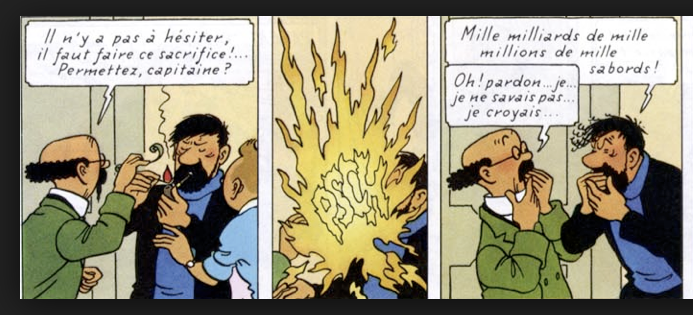 Il n'y a pas à hésiter,
il faut faire ce sacrifice!...
Permettez, capitaine?
PSCHH
Mille milliards de mille
millions de mille
sabords!
Oh! pardon...je...
je ne savais pas...
je croyais...